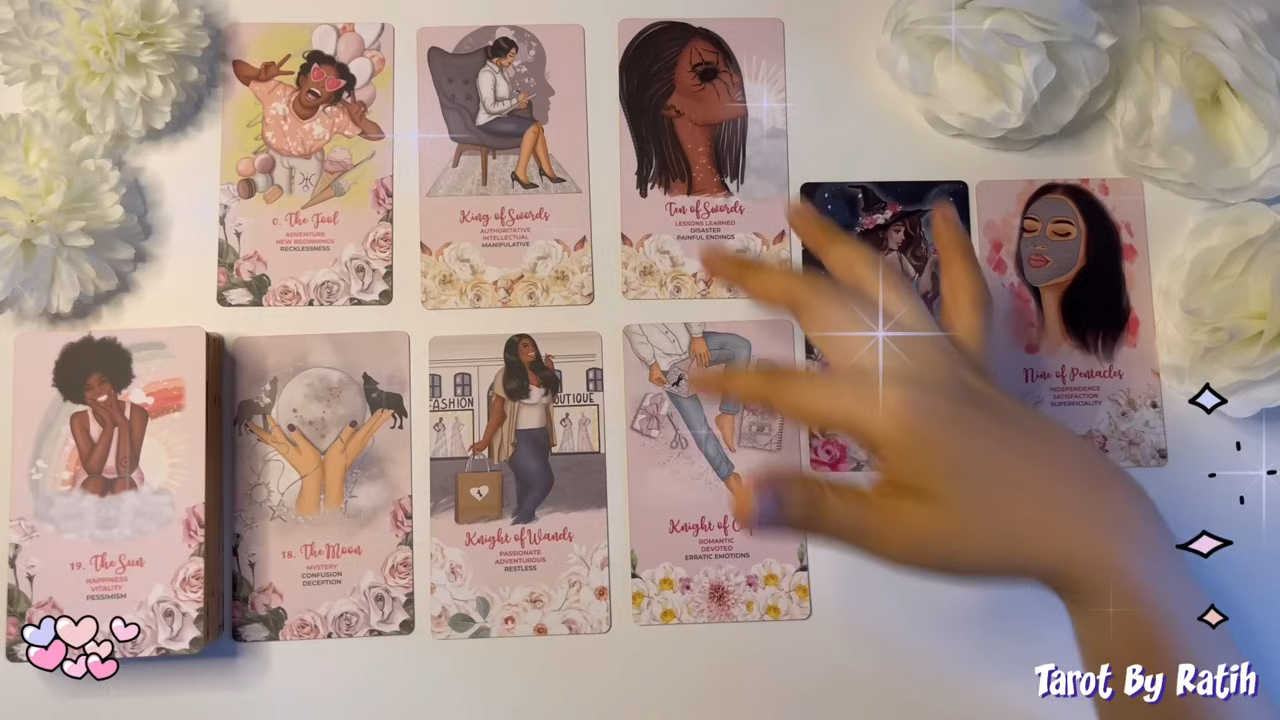 0. The Fool
ADVENTURE
NEW BEGINNINGS
RECKLESSNESS
King of Swords
AUTHORITATIVE
INTELLECTUAL
MANIPULATIVE
Ten of Swords
LESSONS LEARNED
DISASTER
PAINFUL ENDINGS
Nine of Pentacles
INDEPENDENCE
SATISFACTION
SUPERFICIALITY
19. The Sun
HAPPINESS
VITALITY
PESSIMISM
18. The Moon
MYSTERY
CONFUSION
DECEPTION
FASHION
OUTIQUE
Knight of Wands
PASSIONATE
ADVENTUROUS
RESTLESS
Knight of C
ROMANTIC
DEVOTED
ERRATIC EMOTIONS
Tarot By Ratih